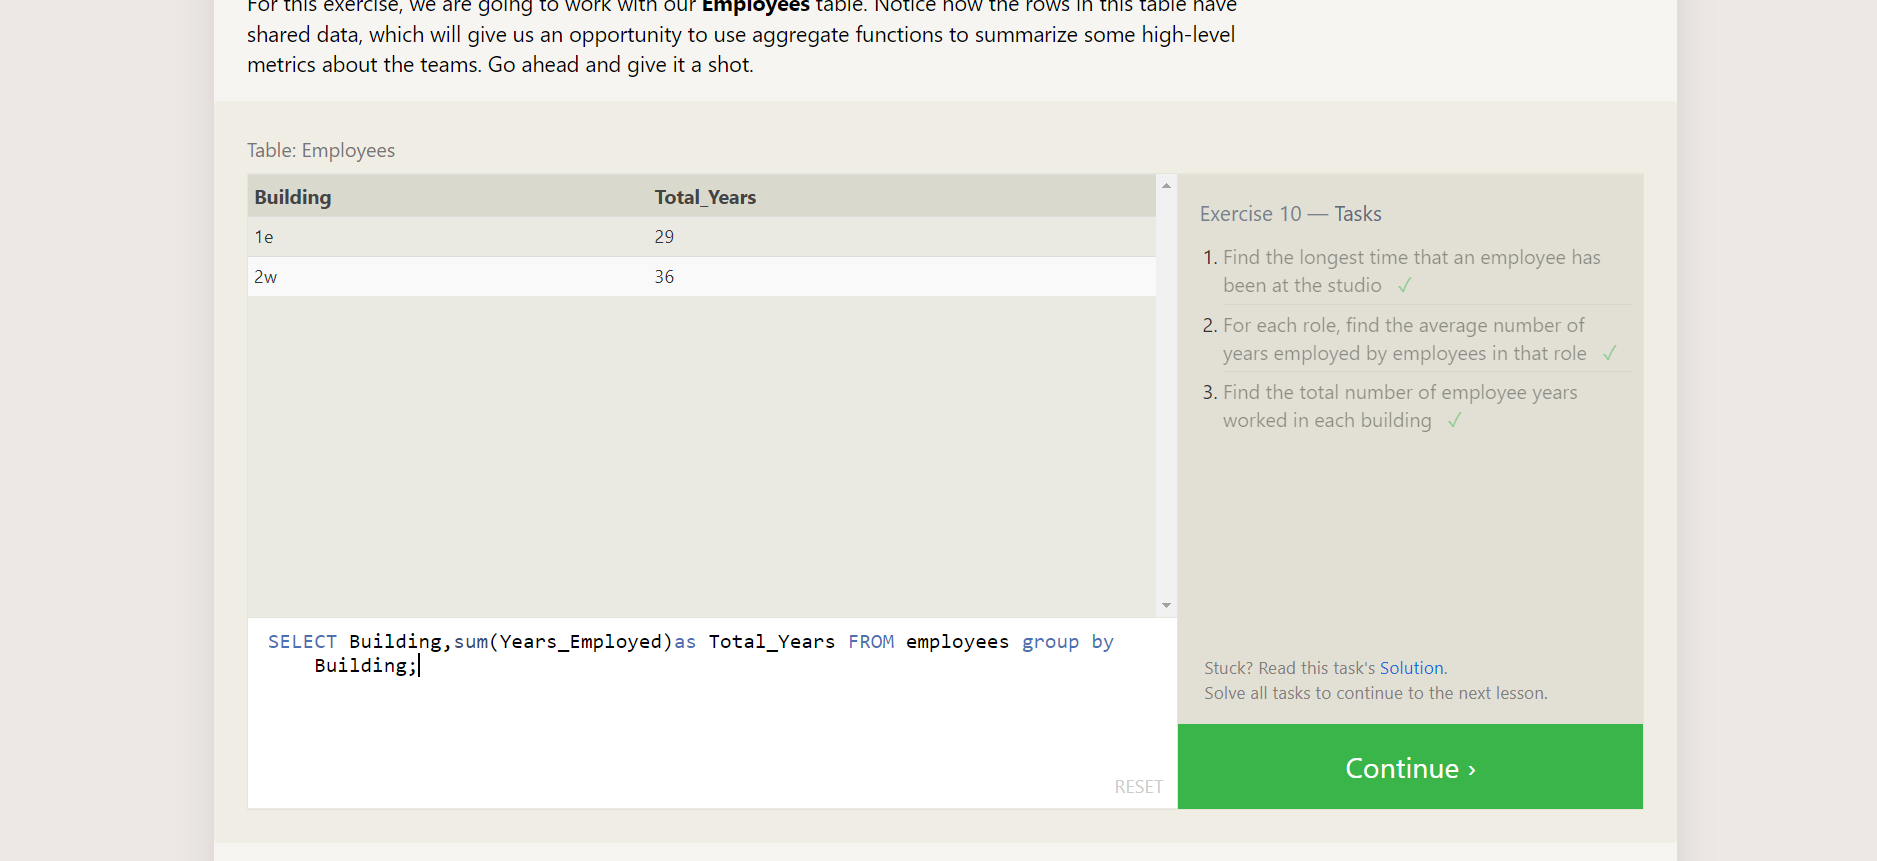 For this exercise, we are going to work with our Employees table. Notice how the rows in this table have
shared data, which will give us an opportunity to use aggregate functions to summarize some high-level
metrics about the teams. Go ahead and give it a shot.
Table: Employees
Building Total_Years
1e 29
2w 36
SELECT Building,sum(Years_Employed)as Total_Years FROM employees group by
Building;
RESET
Exercise 10 — Tasks
1. Find the longest time that an employee has
been at the studio ✓
2. For each role, find the average number of
years employed by employees in that role ✓
3. Find the total number of employee years
worked in each building ✓
Stuck? Read this task's Solution.
Solve all tasks to continue to the next lesson.
Continue ›